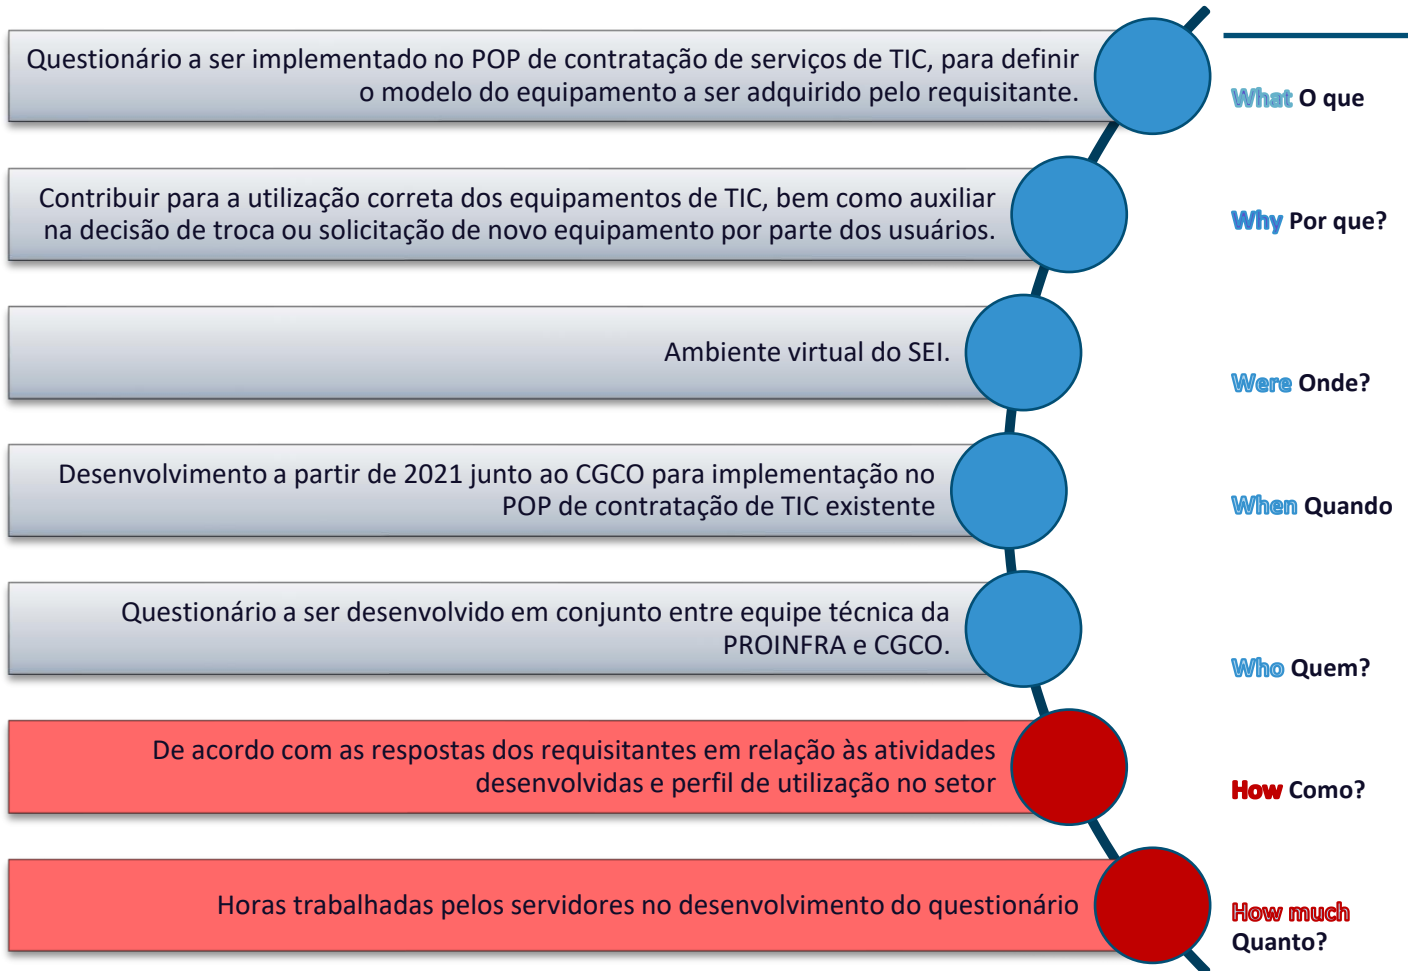 Questionário a ser implementado no POP de contratação de serviços de TIC, para definir
o modelo do equipamento a ser adquirido pelo requisitante.
What O que
Contribuir para a utilização correta dos equipamentos de TIC, bem como auxiliar
na decisão de troca ou solicitação de novo equipamento por parte dos usuários.
Why Por que?
Ambiente virtual do SEI.
Were Onde?
Desenvolvimento a partir de 2021 junto ao CGCO para implementação no
POP de contratação de TIC existente
When Quando
Questionário a ser desenvolvido em conjunto entre equipe técnica da
PROINFRA e CGCO.
Who Quem?
De acordo com as respostas dos requisitantes em relação às atividades
desenvolvidas e perfil de utilização no setor
How Como?
Horas trabalhadas pelos servidores no desenvolvimento do questionário
How much
Quanto?